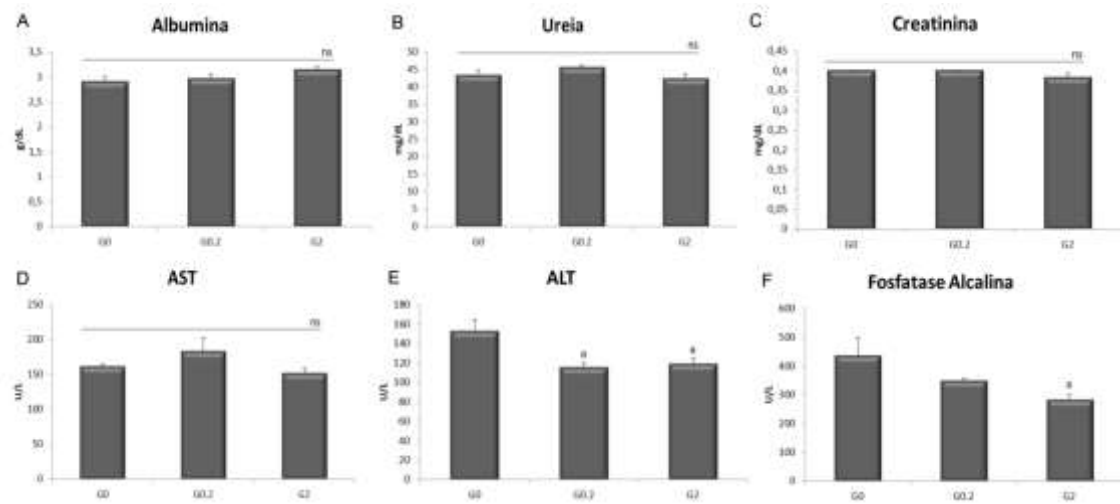 A
Albumina
ns
3,5
3
2,5
2
1,5
1
0,5
0
g/dL
G0
G0.2
G2
B
Ureia
ns
50
45
40
35
30
25
20
15
10
5
0
mg/dL
G0
G0.2
G2
C
Creatinina
ns
0,45
0,4
0,35
0,3
0,25
0,2
0,15
0,1
0,05
0
mg/dL
G0
G0.2
G2
D
AST
ns
250
200
150
100
50
0
U/L
G0
G0.2
G2
E
ALT
180
160
140
120
100
80
60
40
20
0
U/L
a
a
G0
G0.2
G2
F
Fosfatase Alcalina
600
500
400
300
200
100
0
U/L
a
G0
G0.2
G2